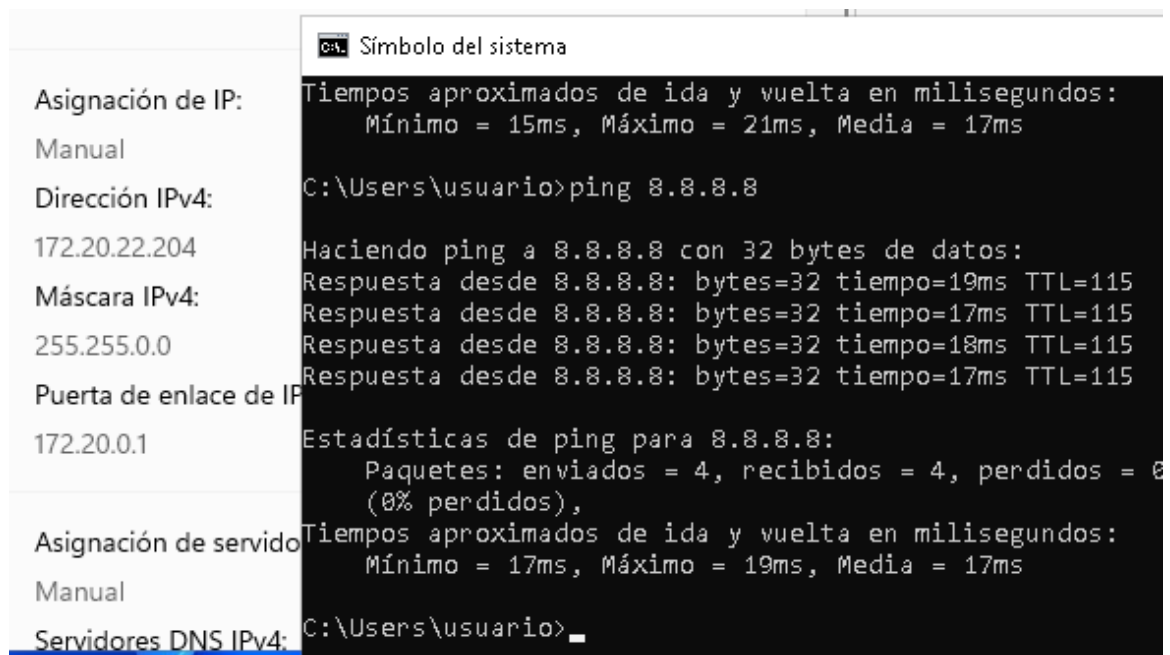 Símbolo del sistema
Asignación de IP:
Manual
Dirección IPv4:
172.20.22.204
Máscara IPv4:
255.255.0.0
Puerta de enlace de IP
172.20.0.1
Asignación de servido
Manual
Servidores DNS IPv4:
Tiempos aproximados de ida y vuelta en milisegundos:
Mínimo = 15ms, Máximo = 21ms, Media = 17ms
C:\Users\usuario>ping 8.8.8.8
Haciendo ping a 8.8.8.8 con 32 bytes de datos:
Respuesta desde 8.8.8.8: bytes=32 tiempo=19ms TTL=115
Respuesta desde 8.8.8.8: bytes=32 tiempo=17ms TTL=115
Respuesta desde 8.8.8.8: bytes=32 tiempo=18ms TTL=115
Respuesta desde 8.8.8.8: bytes=32 tiempo=17ms TTL=115
Estadísticas de ping para 8.8.8.8:
Paquetes: enviados = 4, recibidos = 4, perdidos = 0
(0% perdidos),
Tiempos aproximados de ida y vuelta en milisegundos:
Mínimo = 17ms, Máximo = 19ms, Media = 17ms
C:\Users\usuario>